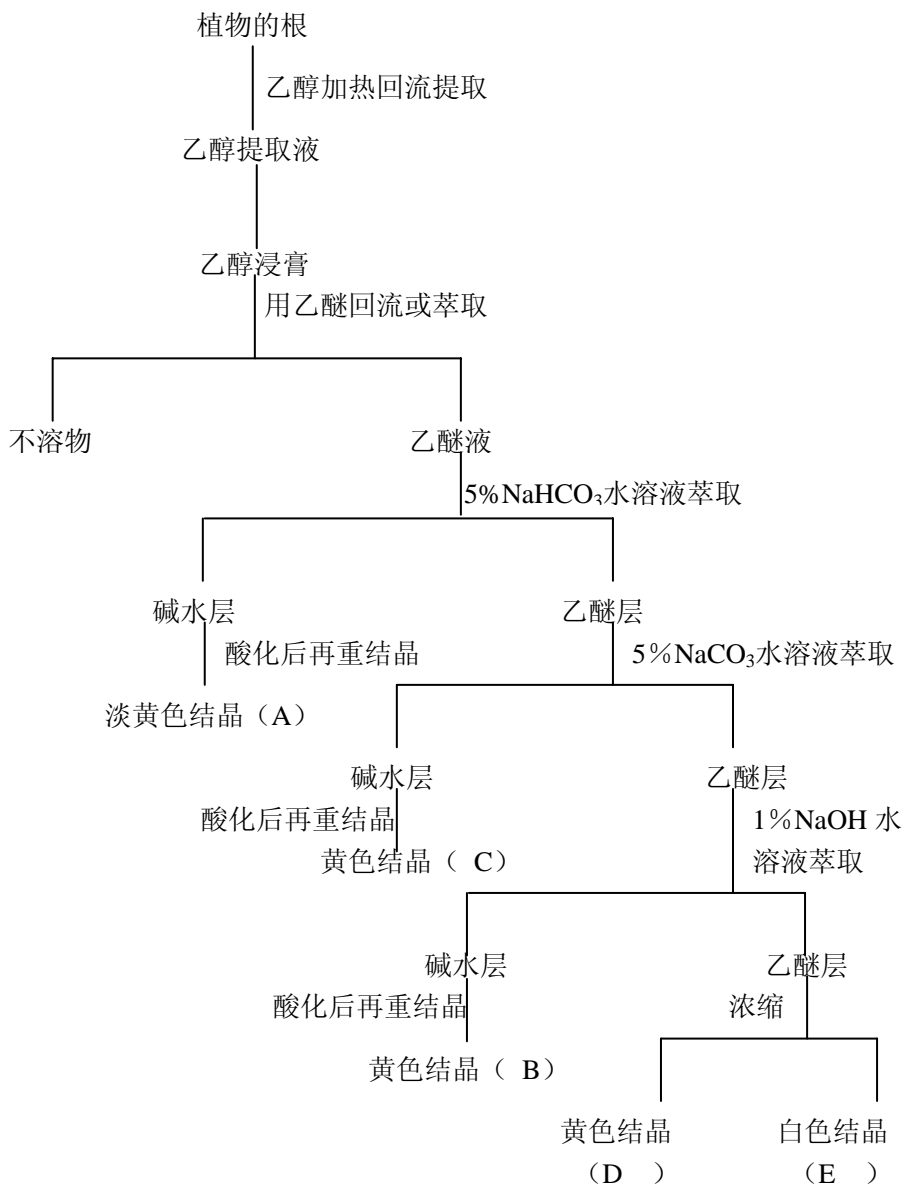 植物的根
乙醇加热回流提取
乙醇提取液
乙醇浸膏
用乙醚回流或萃取
不溶物
乙醚液
5%NaHCO₃水溶液萃取
碱水层
乙醚层
酸化后再重结晶
5%NaCO₃水溶液萃取
淡黄色结晶（A）
碱水层
乙醚层
酸化后再重结晶
1%NaOH 水
溶液萃取
黄色结晶（ C）
碱水层
乙醚层
酸化后再重结晶
浓缩
黄色结晶（ B）
黄色结晶
（D ）
白色结晶
（E ）